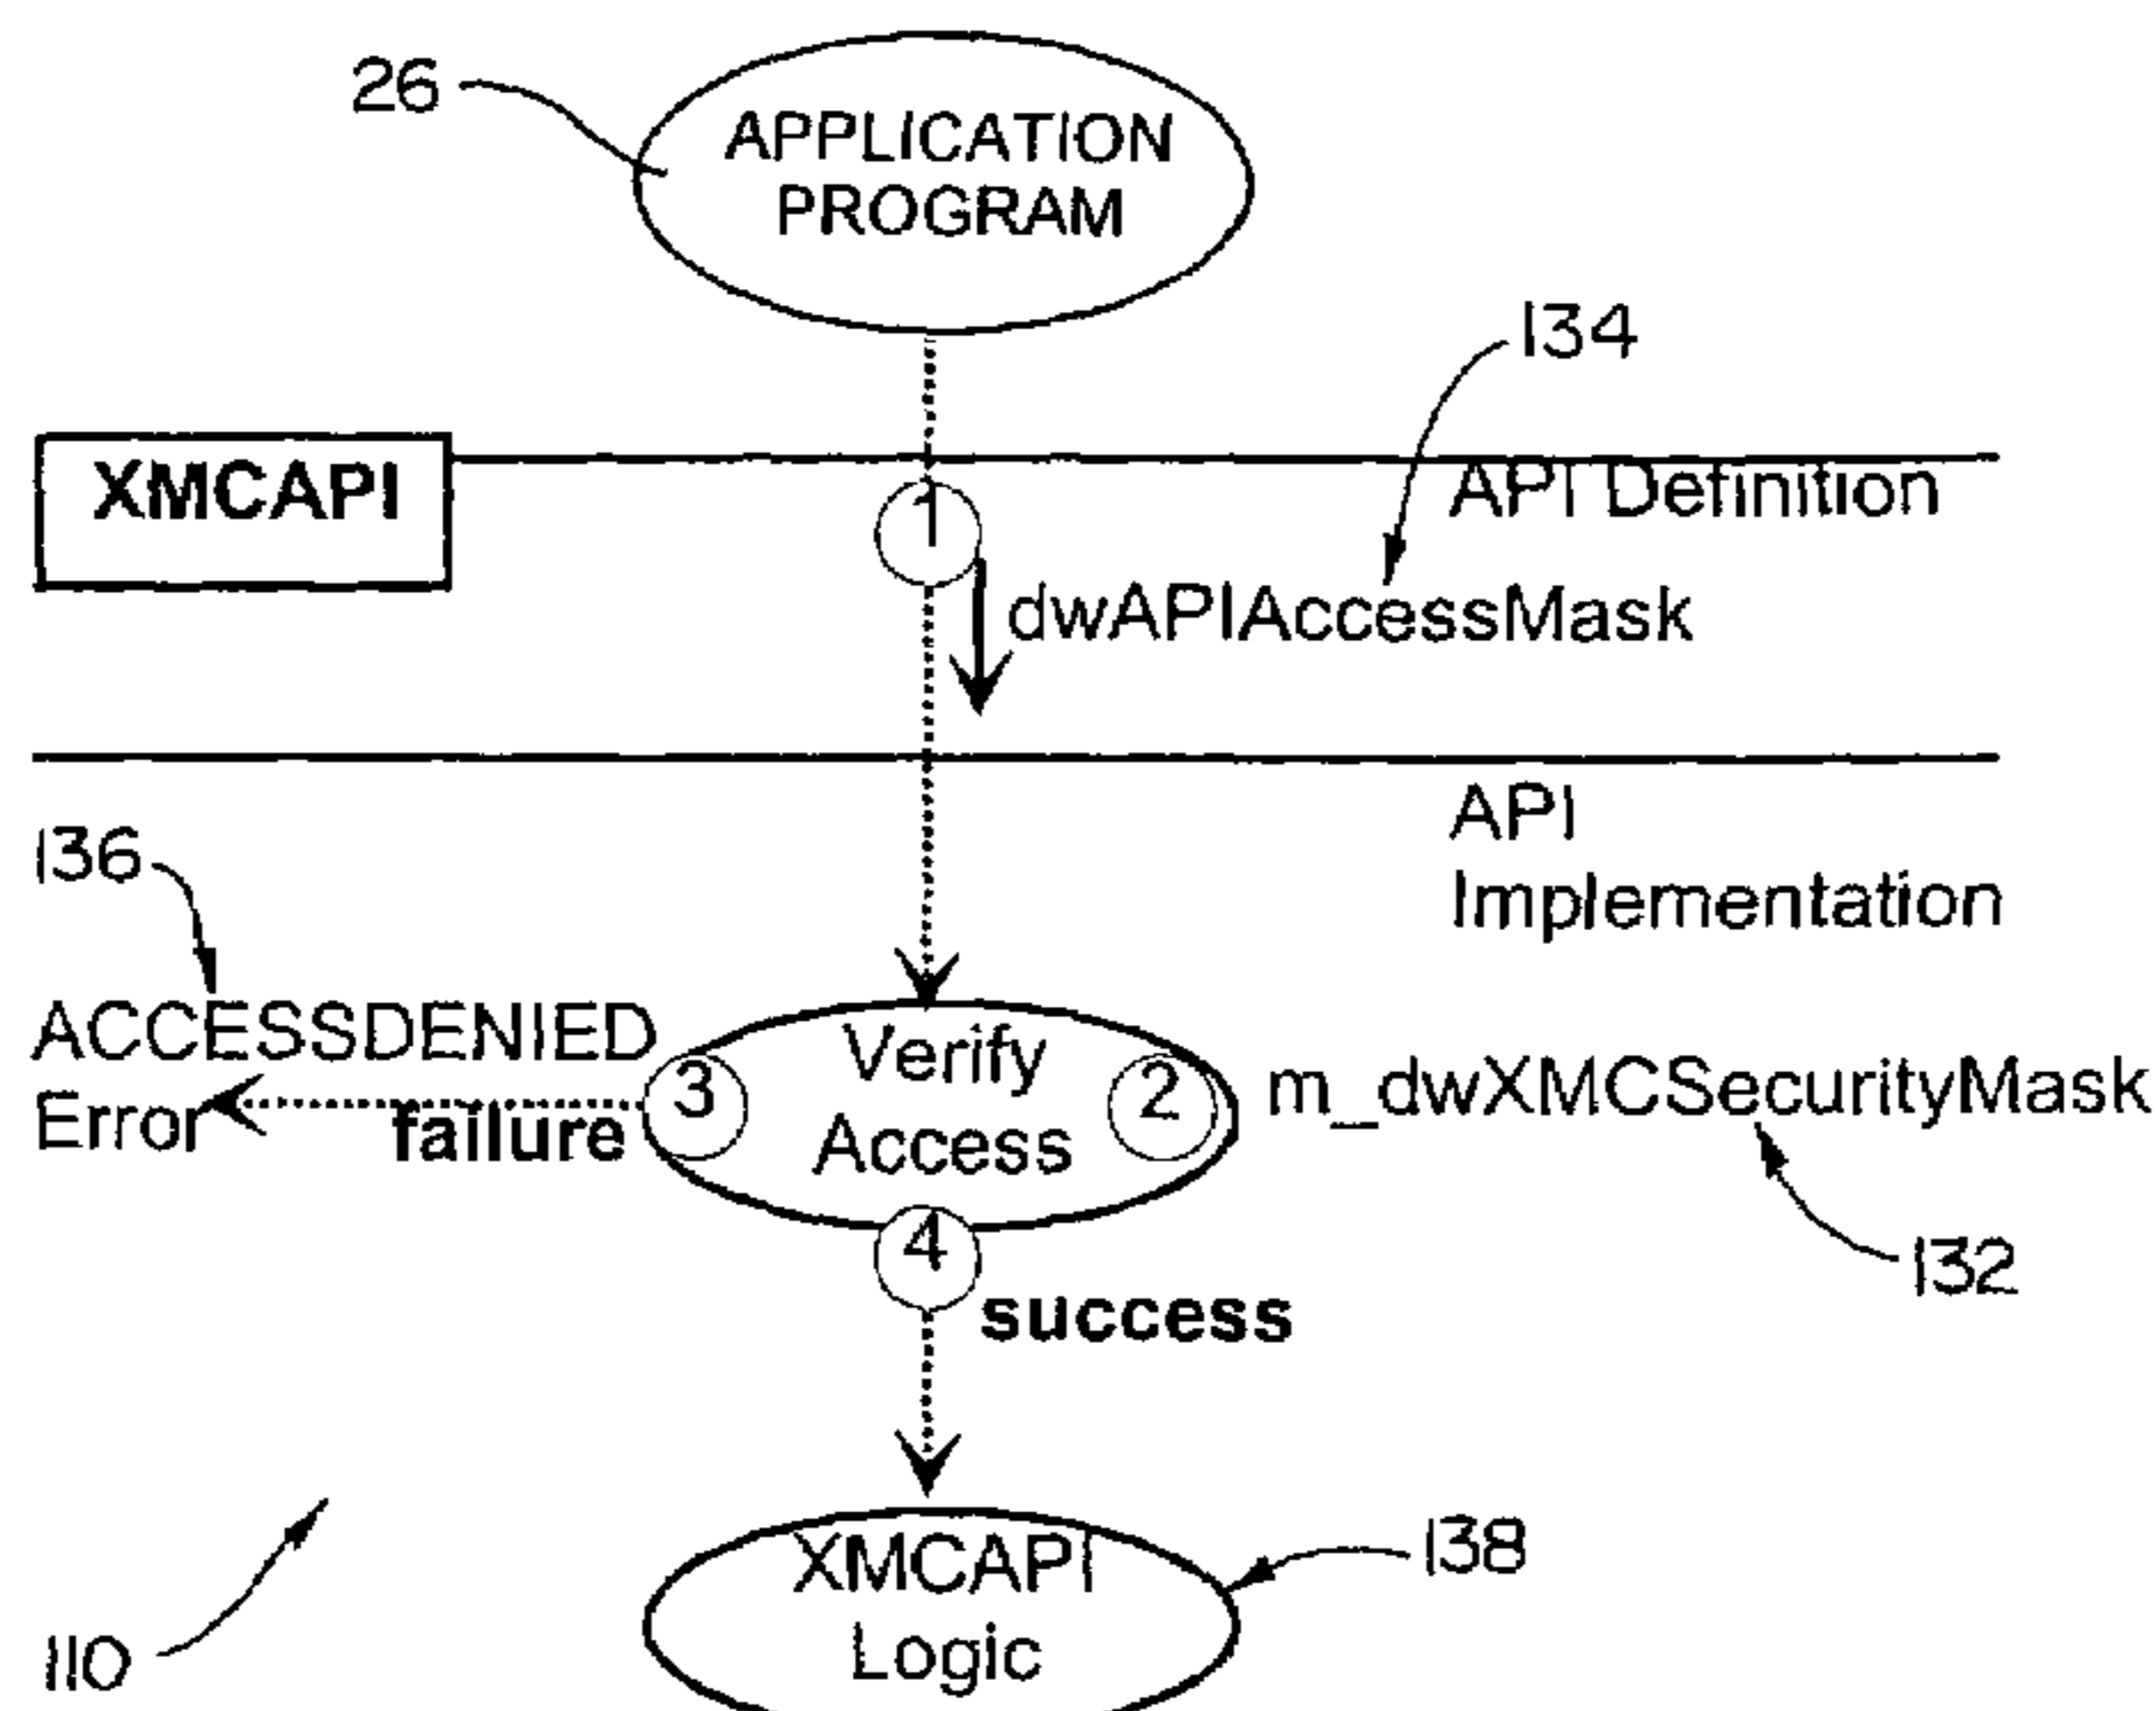 26
APPLICATION
PROGRAM
134
XMCAPI
1
API Definition
dwAPIAccessMask
API
Implementation
136
ACCESSDENIED
Error
failure
3
Verify
Access
2
m_dwXMCSecurityMask
4
success
132
XMCAPI
Logic
138
110